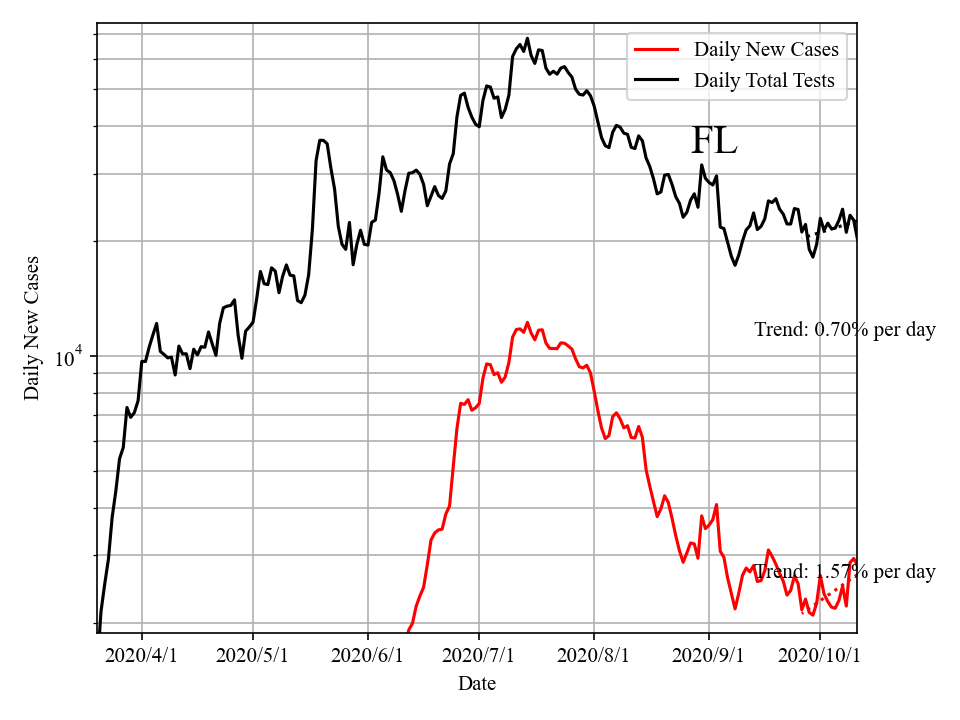 Daily New Cases
Daily Total Tests
FL
Daily New Cases
10^4
Trend: 0.70% per day
Trend: 1.57% per day
2020/4/1 2020/5/1 2020/6/1 2020/7/1 2020/8/1 2020/9/1 2020/10/1
Date